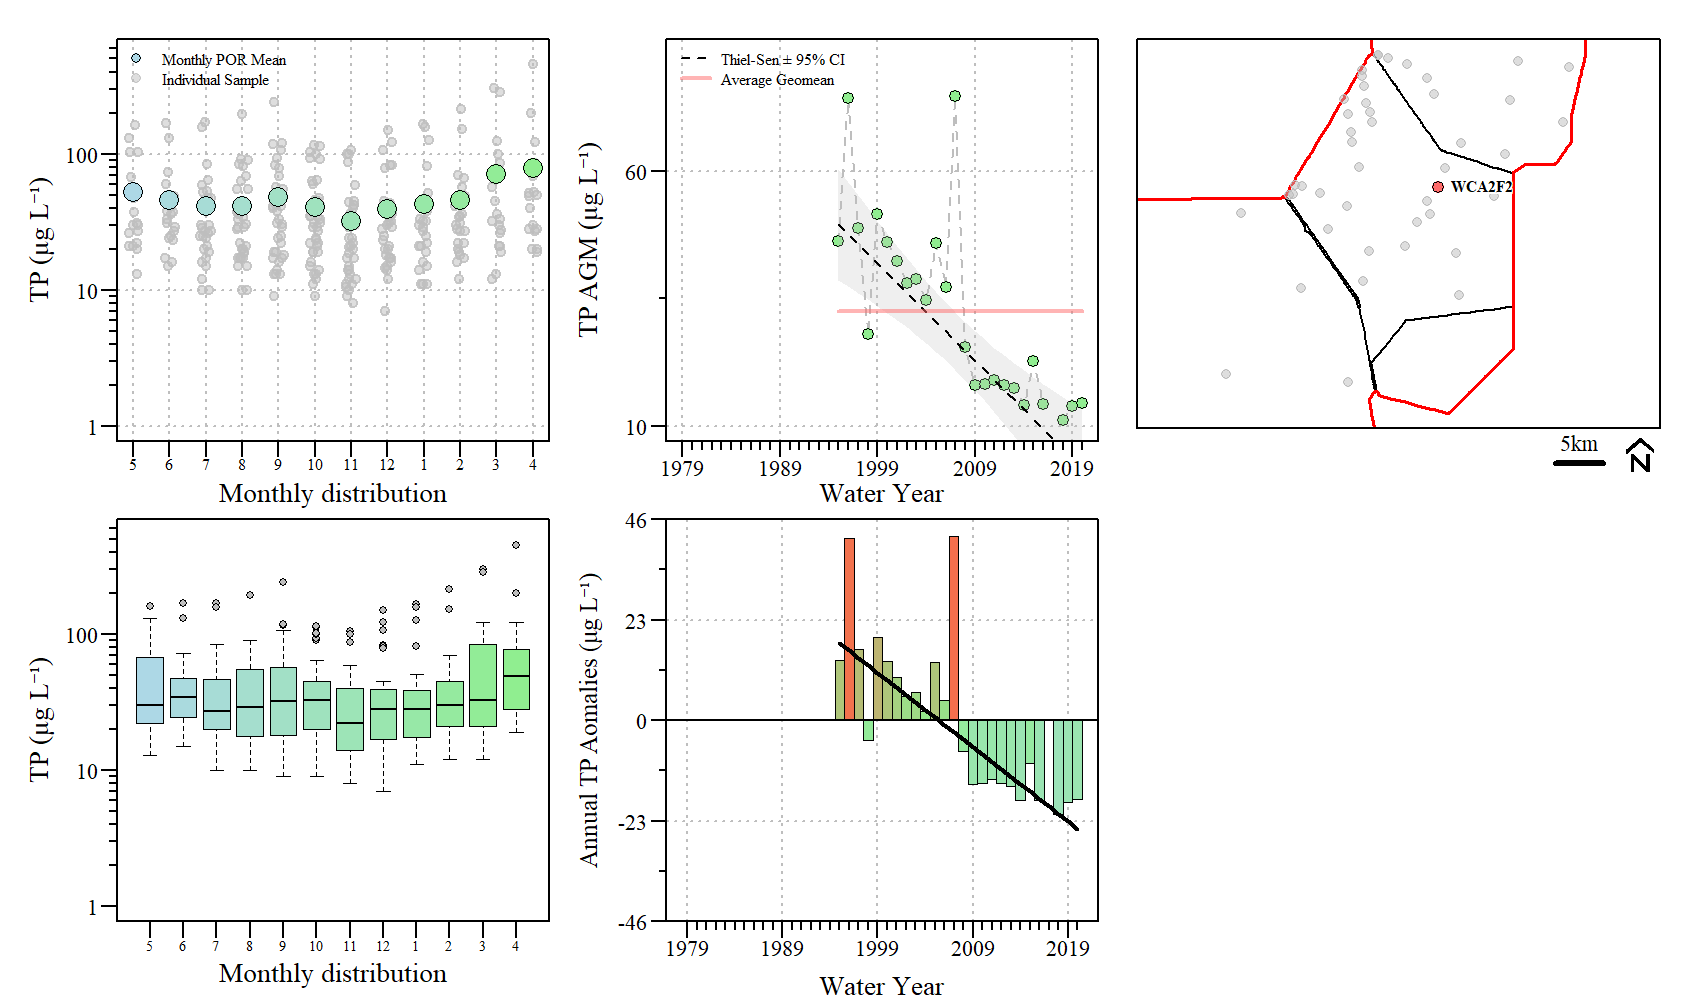 Monthly POR Mean
Individual Sample
TP (µg L⁻¹)
100
10
1
5 6 7 8 9 10 11 12 1 2 3 4
Monthly distribution
Thiel-Sen ± 95% CI
Average Geomean
TP AGM (µg L⁻¹)
60
10
1979 1989 1999 2009 2019
Water Year
WCA2F2
5km
N
TP (µg L⁻¹)
100
10
1
5 6 7 8 9 10 11 12 1 2 3 4
Monthly distribution
Annual TP Aomalies (µg L⁻¹)
46
23
0
-23
-46
1979 1989 1999 2009 2019
Water Year